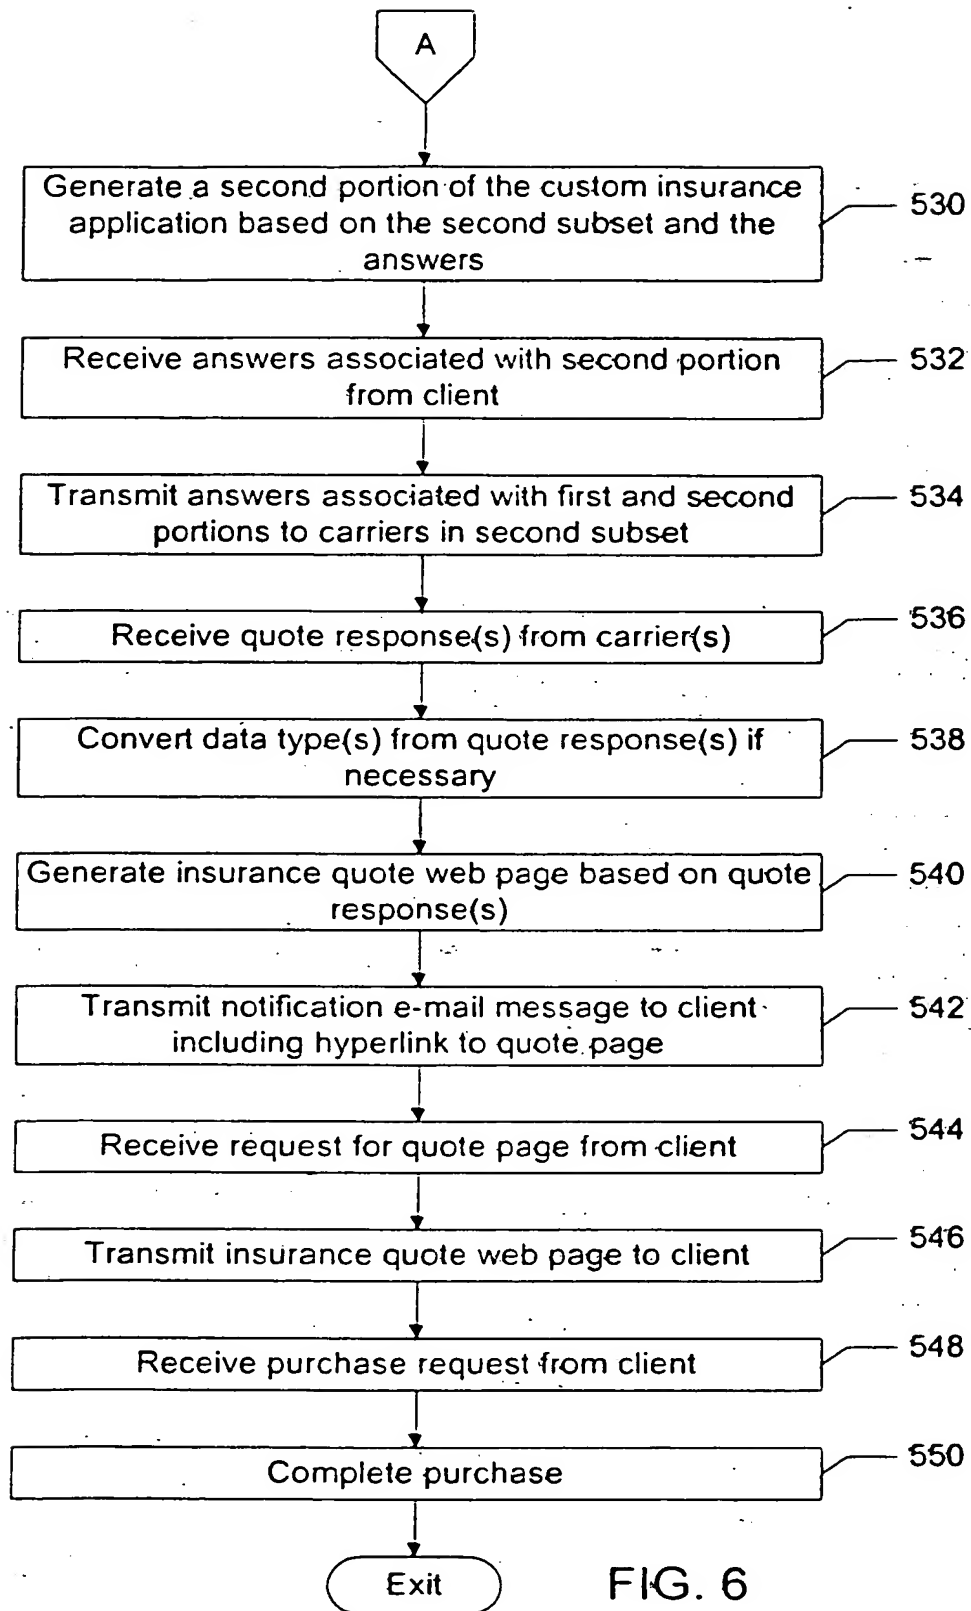 A
Generate a second portion of the custom insurance
application based on the second subset and the
answers
530
Receive answers associated with second portion
from client
532
Transmit answers associated with first and second
portions to carriers in second subset
534
Receive quote response(s) from carrier(s)
536
Convert data type(s) from quote response(s) if
necessary
538
Generate insurance quote web page based on quote
response(s)
540
Transmit notification e-mail message to client
including hyperlink to quote page
542
Receive request for quote page from client
544
Transmit insurance quote web page to client
546
Receive purchase request from client
548
Complete purchase
550
Exit
FIG. 6